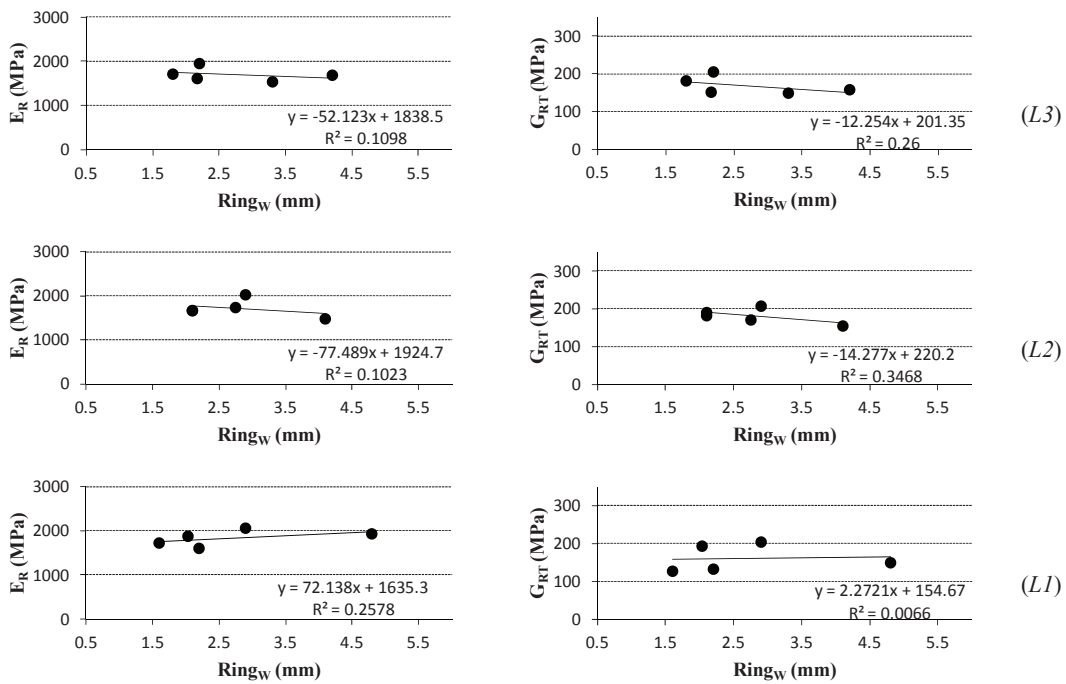 3000
2000
1000
0
E_R (MPa)
y = -52.123x + 1838.5
R² = 0.1098
0.5 1.5 2.5 3.5 4.5 5.5
Ring_W (mm)
300
200
100
0
G_RT (MPa)
y = -12.254x + 201.35
R² = 0.26
0.5 1.5 2.5 3.5 4.5 5.5
Ring_W (mm)
(L3)
3000
2000
1000
0
E_R (MPa)
y = -77.489x + 1924.7
R² = 0.1023
0.5 1.5 2.5 3.5 4.5 5.5
Ring_W (mm)
300
200
100
0
G_RT (MPa)
y = -14.277x + 220.2
R² = 0.3468
0.5 1.5 2.5 3.5 4.5 5.5
Ring_W (mm)
(L2)
3000
2000
1000
0
E_R (MPa)
y = 72.138x + 1635.3
R² = 0.2578
0.5 1.5 2.5 3.5 4.5 5.5
Ring_W (mm)
300
200
100
0
G_RT (MPa)
y = 2.2721x + 154.67
R² = 0.0066
0.5 1.5 2.5 3.5 4.5 5.5
Ring_W (mm)
(L1)